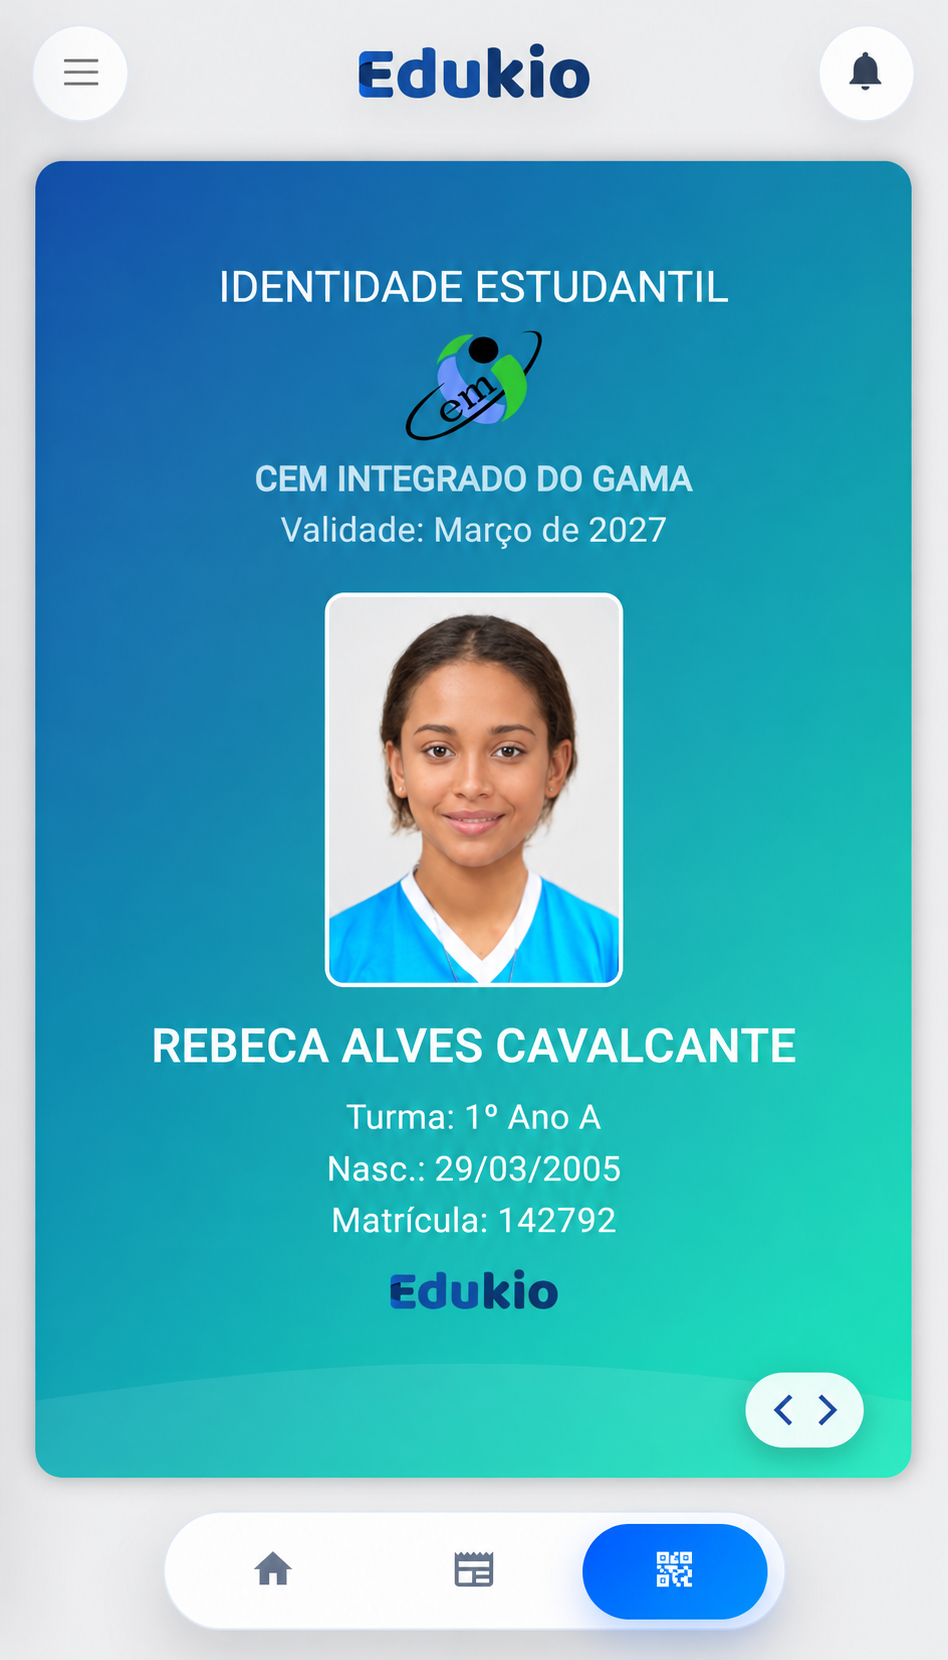 Edukio
IDENTIDADE ESTUDANTIL
em
CEM INTEGRADO DO GAMA
Validade: Março de 2027
REBECA ALVES CAVALCANTE
Turma: 1º Ano A
Nasc.: 29/03/2005
Matrícula: 142792
Edukio